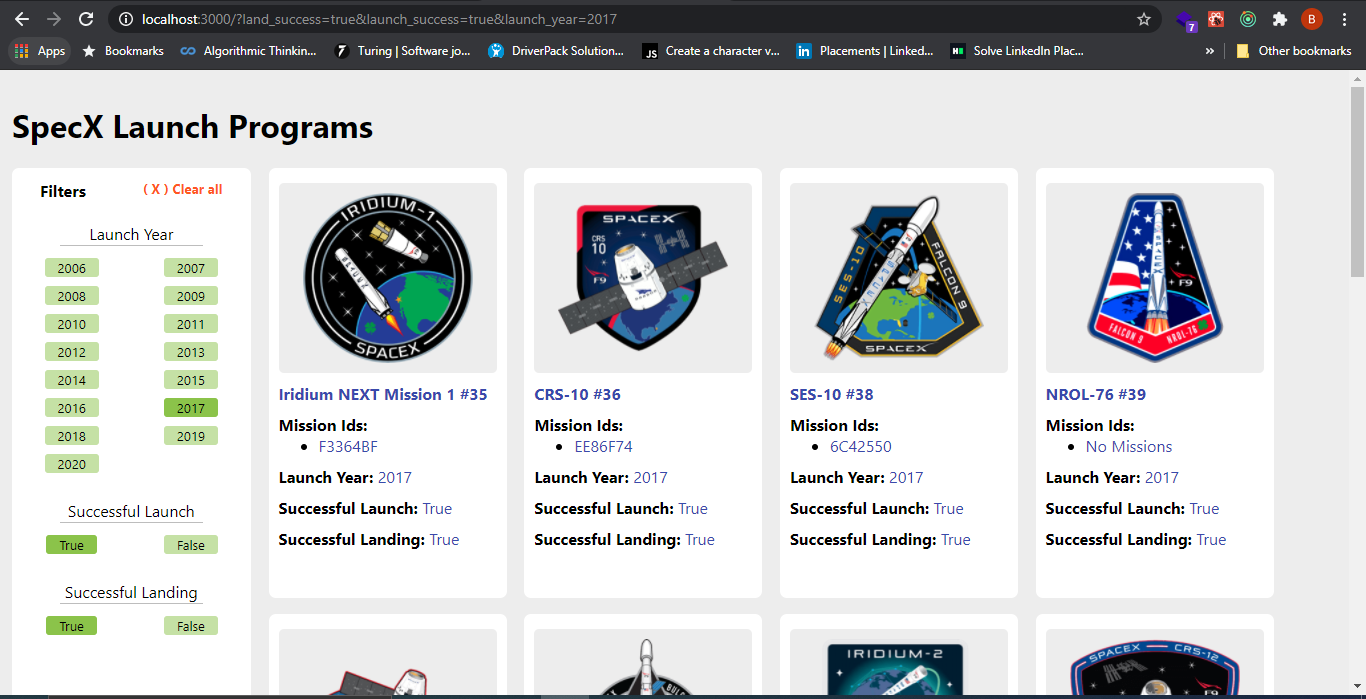 localhost:3000/?land_success=true&launch_success=true&launch_year=2017
7
B
Apps
Bookmarks
Algorithmic Thinkin...
7
Turing | Software jo...
DriverPack Solution...
JS
Create a character v...
in
Placements | Linked...
Solve LinkedIn Plac...
»
Other bookmarks
SpecX Launch Programs
Filters
( X ) Clear all
Launch Year
2006 2007
2008 2009
2010 2011
2012 2013
2014 2015
2016 2017
2018 2019
2020
Successful Launch
True False
Successful Landing
True False
IRIDIUM-1
SPACEX
Iridium NEXT Mission 1 #35
Mission Ids:
F3364BF
Launch Year: 2017
Successful Launch: True
Successful Landing: True
SPACEX
CRS
10
F9
CRS-10 #36
Mission Ids:
EE86F74
Launch Year: 2017
Successful Launch: True
Successful Landing: True
SES-10
FALCON 9
SPACEX
SES-10 #38
Mission Ids:
6C42550
Launch Year: 2017
Successful Launch: True
Successful Landing: True
SPACEX
F9
FALCON 9
NROL-76
NROL-76 #39
Mission Ids:
No Missions
Launch Year: 2017
Successful Launch: True
Successful Landing: True
IRIDIUM-2
SPACEX — CRS-12
F9